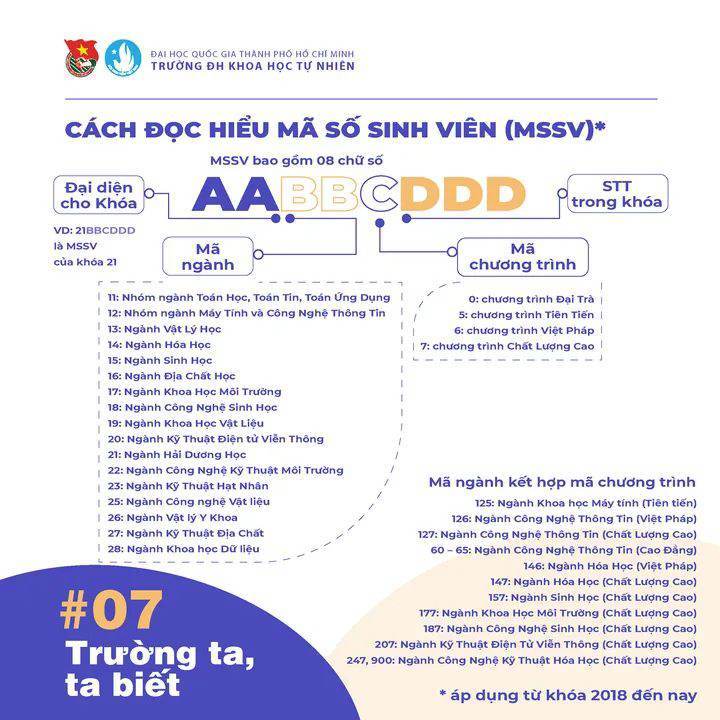 ĐẠI HỌC QUỐC GIA THÀNH PHỐ HỒ CHÍ MINH
TRƯỜNG ĐH KHOA HỌC TỰ NHIÊN
CÁCH ĐỌC HIỂU MÃ SỐ SINH VIÊN (MSSV)*
MSSV bao gồm 08 chữ số
AABBCDDD
Đại diện
cho Khóa
STT
trong khóa
VD: 21BBCDDD
là MSSV
của khóa 21
Mã
ngành
Mã
chương trình
11: Nhóm ngành Toán Học, Toán Tin, Toán Ứng Dụng
12: Nhóm ngành Máy Tính và Công Nghệ Thông Tin
13: Ngành Vật Lý Học
14: Ngành Hóa Học
15: Ngành Sinh Học
16: Ngành Địa Chất Học
17: Ngành Khoa Học Môi Trường
18: Ngành Công Nghệ Sinh Học
19: Ngành Khoa Học Vật Liệu
20: Ngành Kỹ Thuật Điện tử Viễn Thông
21: Ngành Hải Dương Học
22: Ngành Công Nghệ Kỹ Thuật Môi Trường
23: Ngành Kỹ Thuật Hạt Nhân
25: Ngành Công nghệ Vật liệu
26: Ngành Vật lý Y Khoa
27: Ngành Kỹ Thuật Địa Chất
28: Ngành Khoa học Dữ liệu
0: chương trình Đại Trà
5: chương trình Tiên Tiến
6: chương trình Việt Pháp
7: chương trình Chất Lượng Cao
Mã ngành kết hợp mã chương trình
125: Ngành Khoa học Máy tính (Tiên tiến)
126: Ngành Công Nghệ Thông Tin (Việt Pháp)
127: Ngành Công Nghệ Thông Tin (Chất Lượng Cao)
60 – 65: Ngành Công Nghệ Thông Tin (Cao Đẳng)
146: Ngành Hóa Học (Việt Pháp)
147: Ngành Hóa Học (Chất Lượng Cao)
157: Ngành Sinh Học (Chất Lượng Cao)
177: Ngành Khoa Học Môi Trường (Chất Lượng Cao)
187: Ngành Công Nghệ Sinh Học (Chất Lượng Cao)
207: Ngành Kỹ Thuật Điện Tử Viễn Thông (Chất Lượng Cao)
247, 900: Ngành Công Nghệ Kỹ Thuật Hóa Học (Chất Lượng Cao)
#07
Trường ta,
ta biết
* áp dụng từ khóa 2018 đến nay